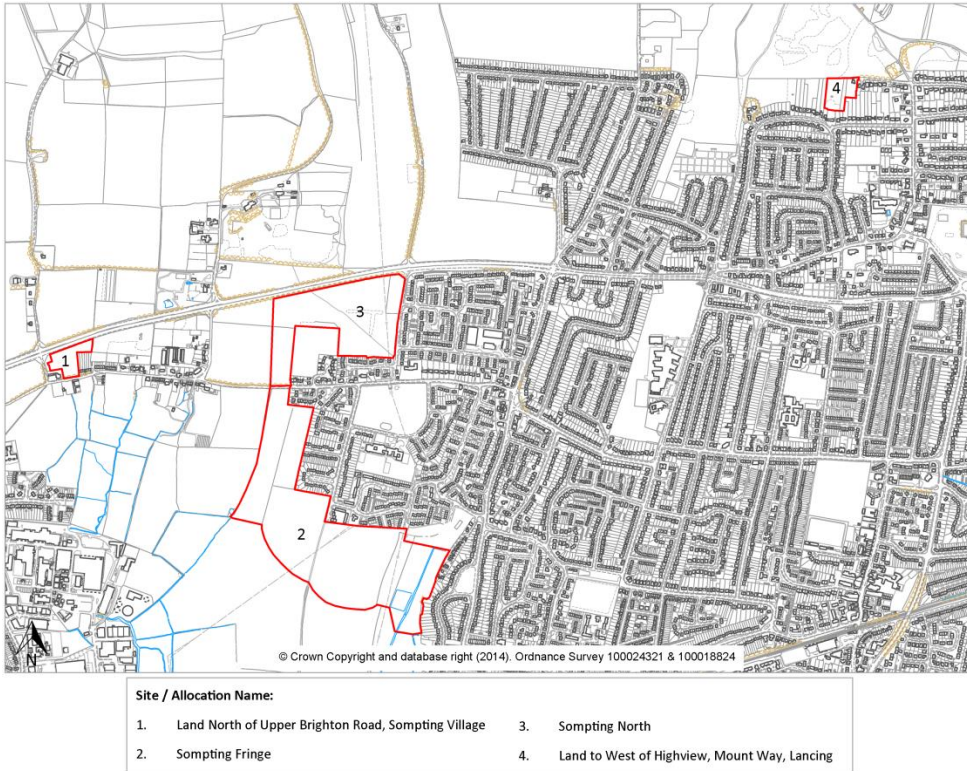 4
3
1
2
N
© Crown Copyright and database right (2014). Ordnance Survey 100024321 & 100018824
Site / Allocation Name:
1. Land North of Upper Brighton Road, Sompting Village
2. Sompting Fringe
3. Sompting North
4. Land to West of Highview, Mount Way, Lancing